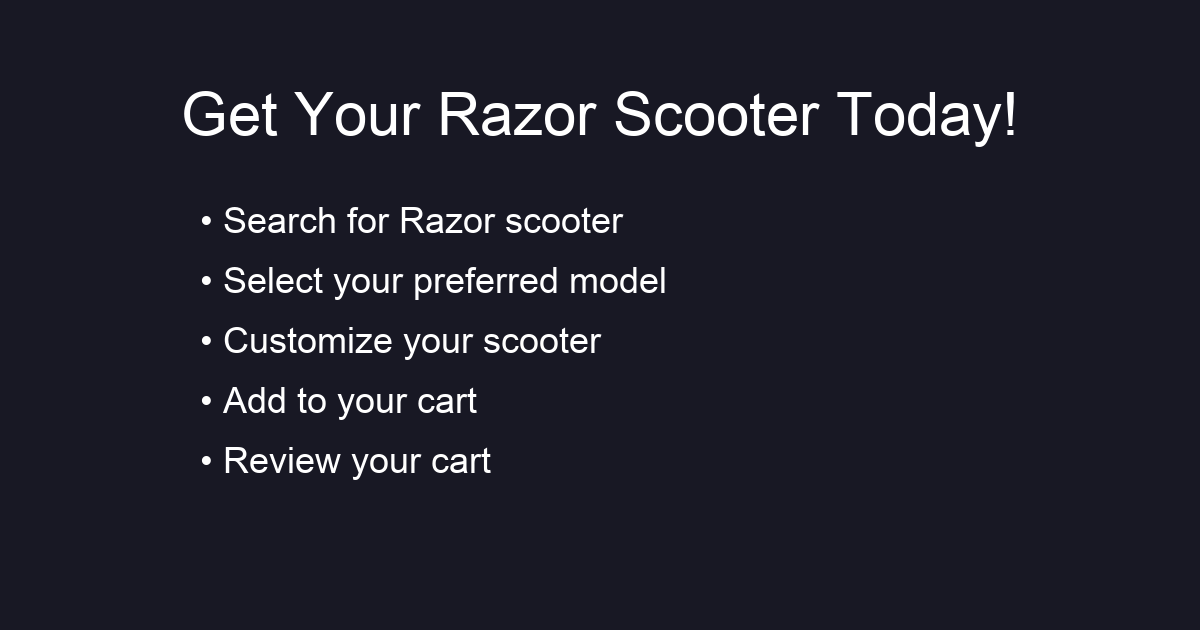 Get Your Razor Scooter Today!
• Search for Razor scooter
• Select your preferred model
• Customize your scooter
• Add to your cart
• Review your cart